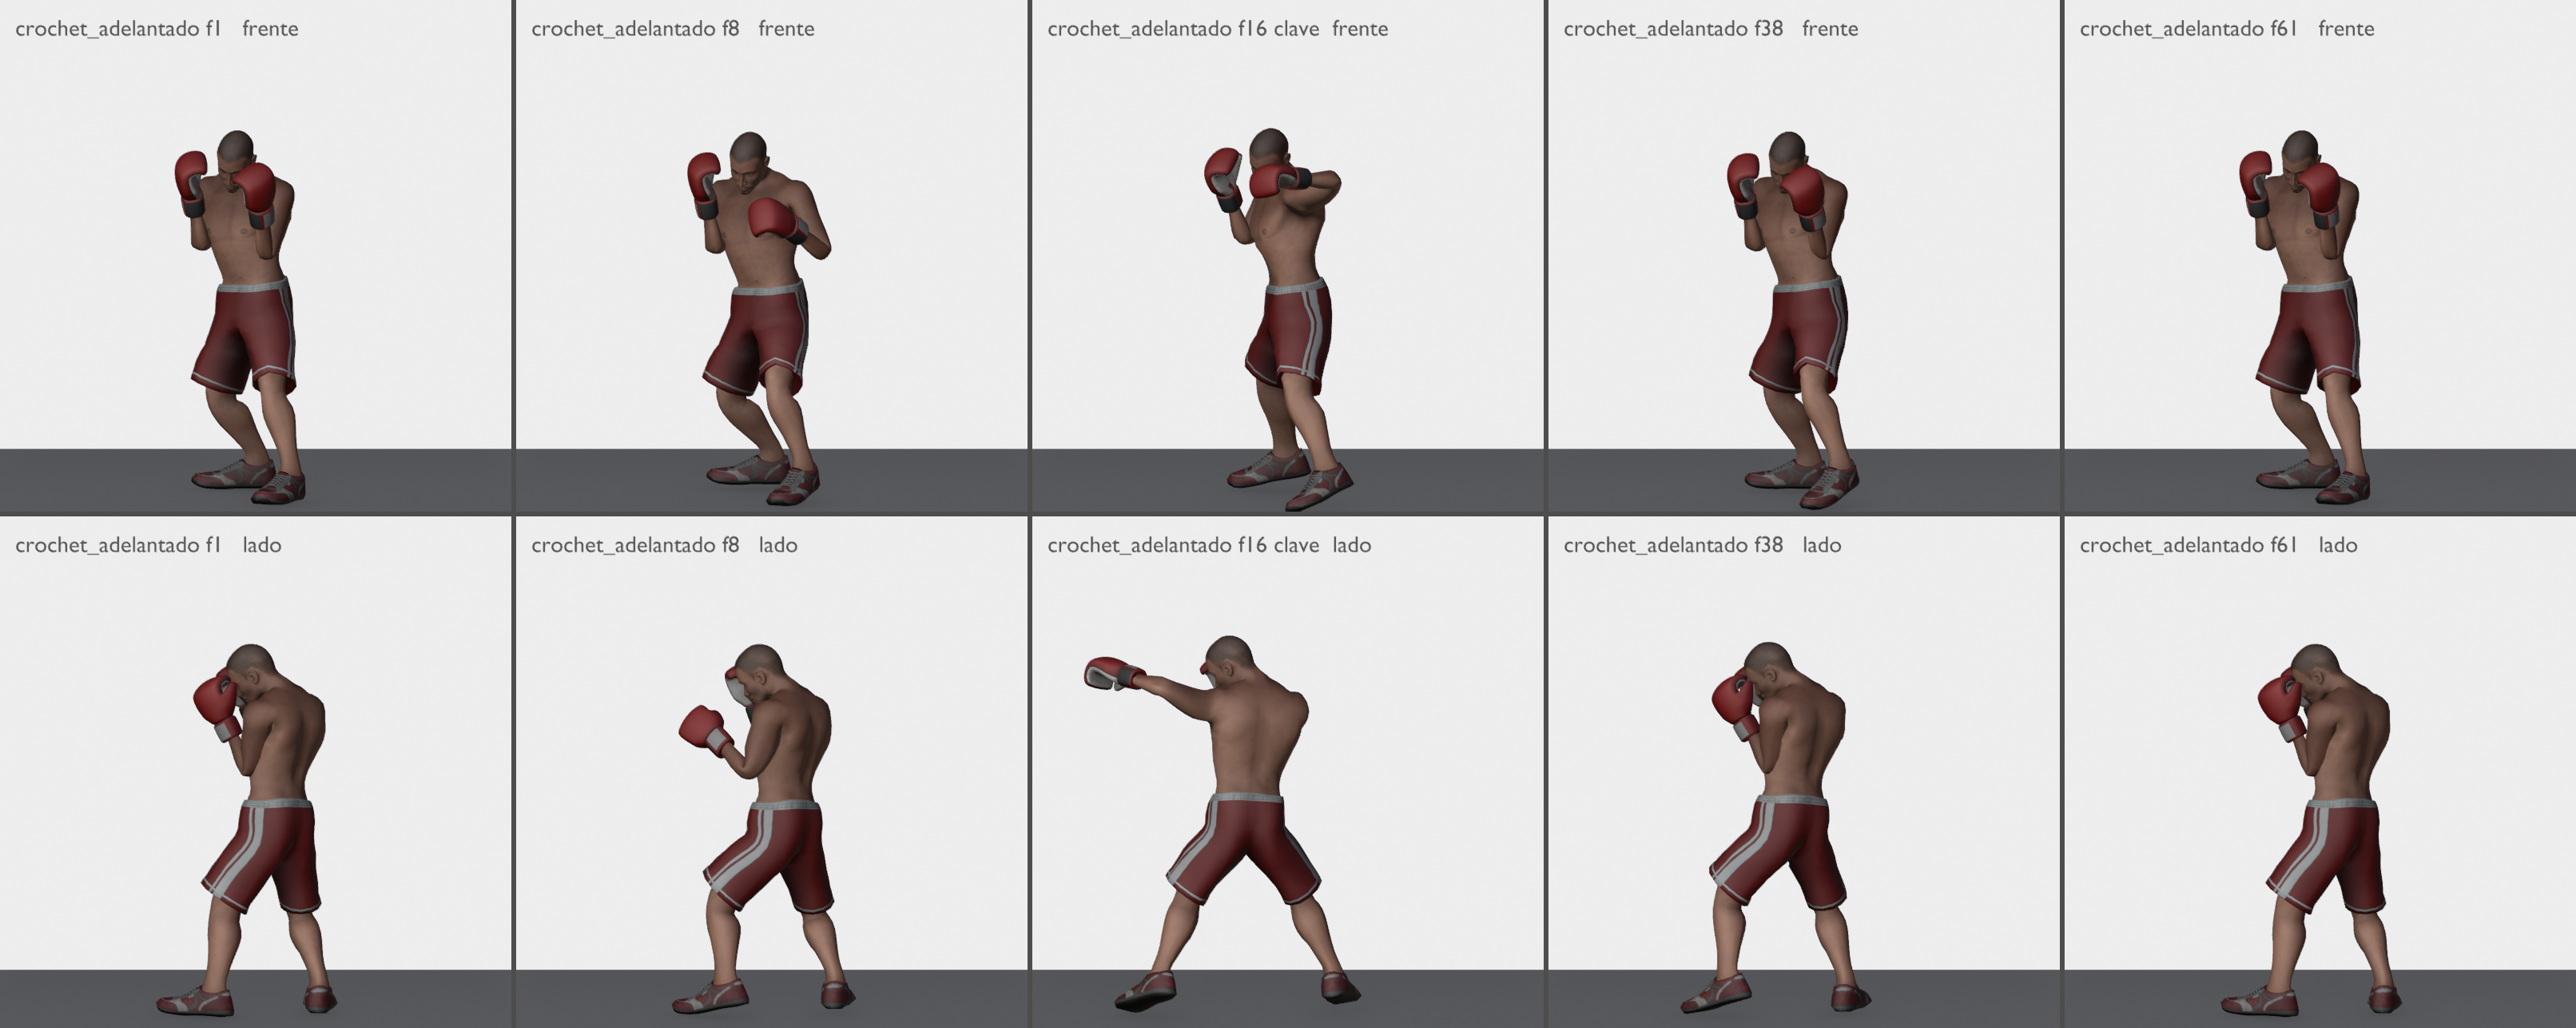 crochet_adelantado f1 frente
crochet_adelantado f8 frente
crochet_adelantado f16 clave frente
crochet_adelantado f38 frente
crochet_adelantado f61 frente
crochet_adelantado f1 lado
crochet_adelantado f8 lado
crochet_adelantado f16 clave lado
crochet_adelantado f38 lado
crochet_adelantado f61 lado